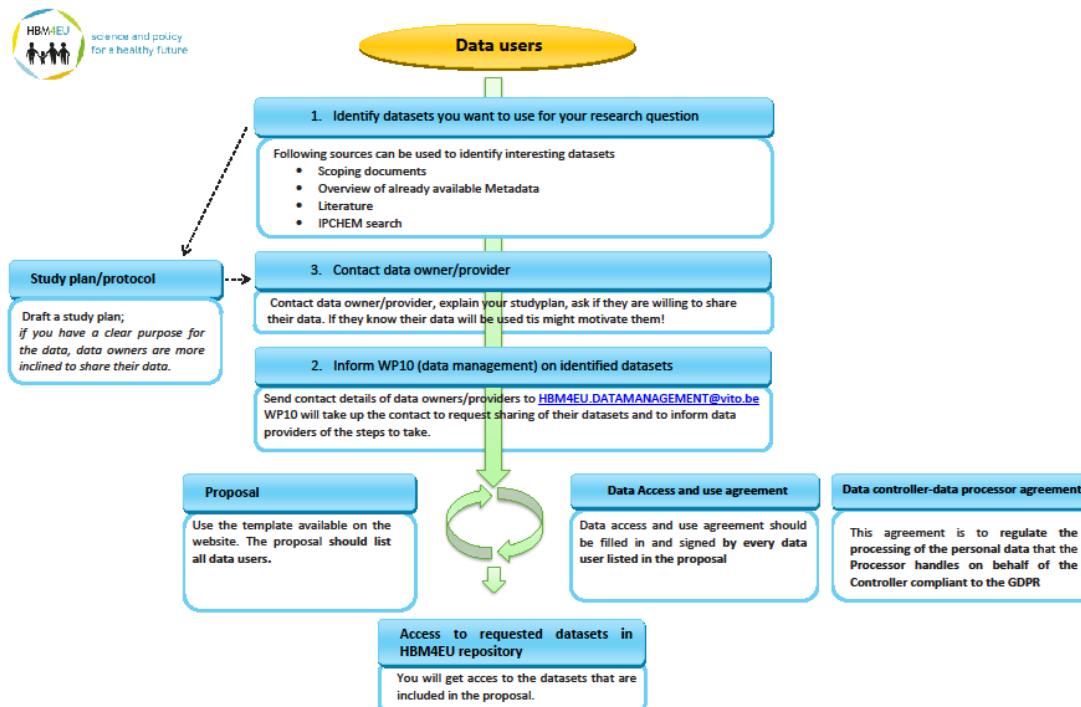 HBM4EU
science and policy
for a healthy future
Data users
1. Identify datasets you want to use for your research question
Following sources can be used to identify interesting datasets
• Scoping documents
• Overview of already available Metadata
• Literature
• IPCHEM search
Study plan/protocol
Draft a study plan;
if you have a clear purpose for
the data, data owners are more
inclined to share their data.
3. Contact data owner/provider
Contact data owner/provider, explain your studyplan, ask if they are willing to share
their data. If they know their data will be used tis might motivate them!
2. Inform WP10 (data management) on identified datasets
Send contact details of data owners/providers to HBM4EU.DATAMANAGEMENT@vito.be
WP10 will take up the contact to request sharing of their datasets and to inform data
providers of the steps to take.
Proposal
Use the template available on the
website. The proposal should list
all data users.
Data Access and use agreement
Data access and use agreement should
be filled in and signed by every data
user listed in the proposal
Data controller-data processor agreement
This agreement is to regulate the
processing of the personal data that the
Processor handles on behalf of the
Controller compliant to the GDPR
Access to requested datasets in
HBM4EU repository
You will get acces to the datasets that are
included in the proposal.